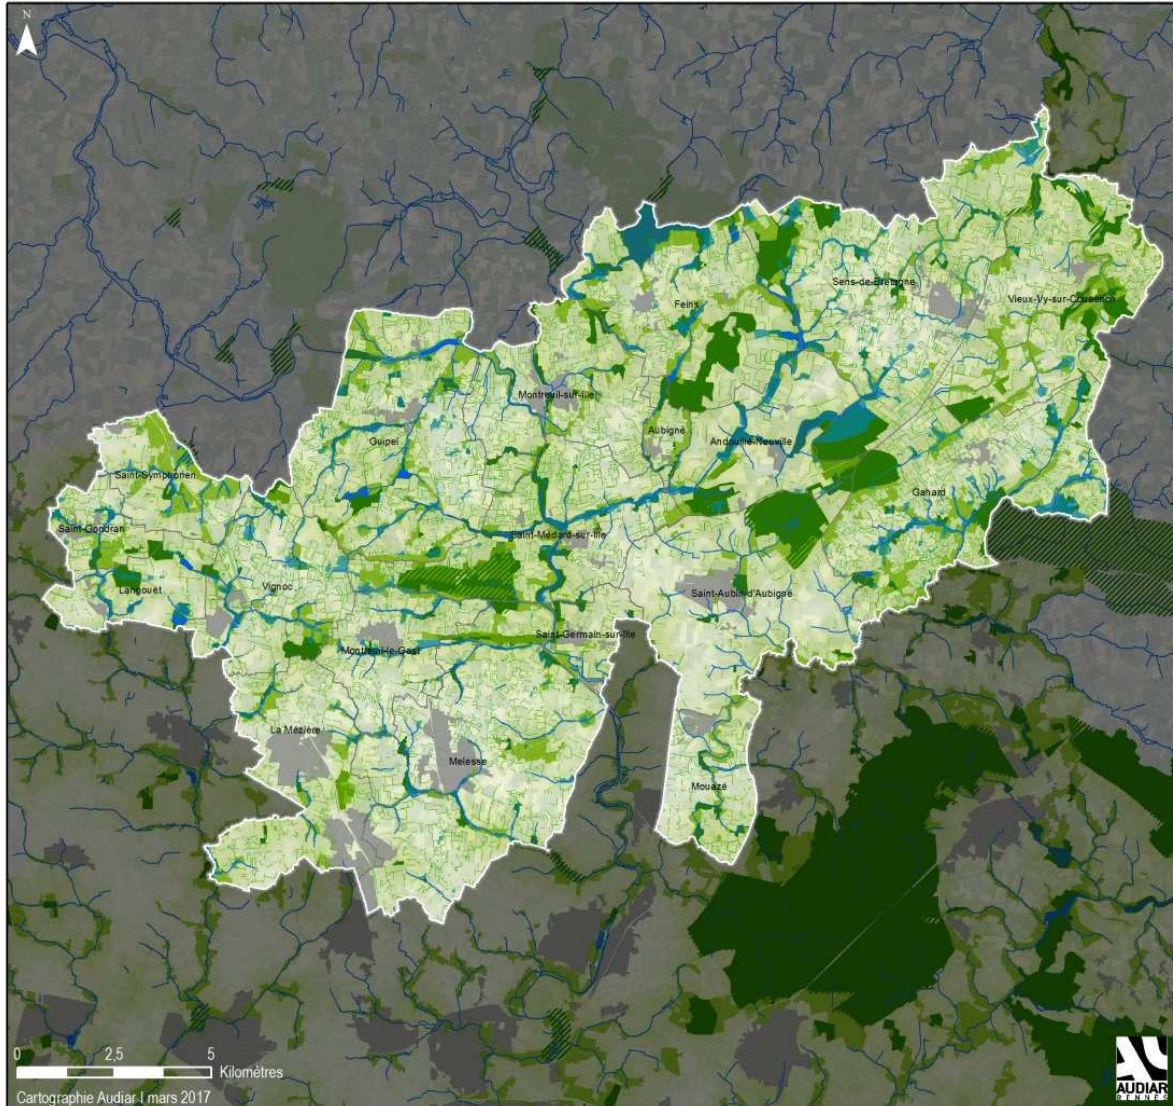 N
Sens-de-Bretagne
Vieux-Vy-sur-Couesnon
Feins
Montreuil-sur-Ille
Aubigné
Andouillé-Neuville
Guipel
Saint-Symphorien
Gahard
Saint-Gondran
Saint-Médard-sur-Ille
Langouët
Vignoc
Saint-Aubin-d'Aubigné
Saint-Germain-sur-Ille
Montreuil-le-Gast
La Mézière
Melesse
Mouazé
0 2,5 5
Kilomètres
Cartographie Audiar I mars 2017
AUDIAR
RENNES